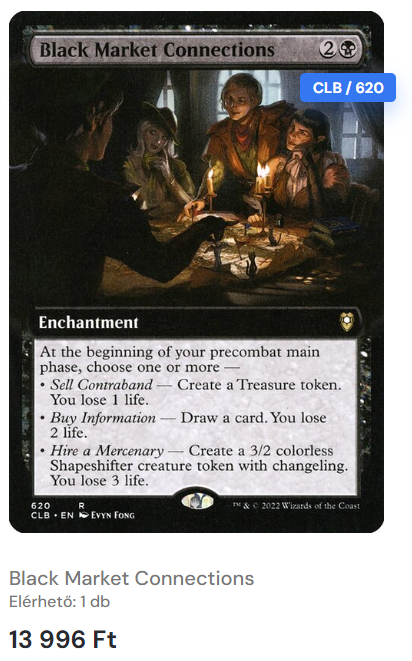 Black Market Connections 2
CLB / 620
Enchantment
At the beginning of your precombat main
phase, choose one or more —
• Sell Contraband — Create a Treasure token.
You lose 1 life.
• Buy Information — Draw a card. You lose
2 life.
• Hire a Mercenary — Create a 3/2 colorless
Shapeshifter creature token with changeling.
You lose 3 life.
620 R
CLB • EN Evyn Fong ™ & © 2022 Wizards of the Coast
Black Market Connections
Elérhető: 1 db
13 996 Ft